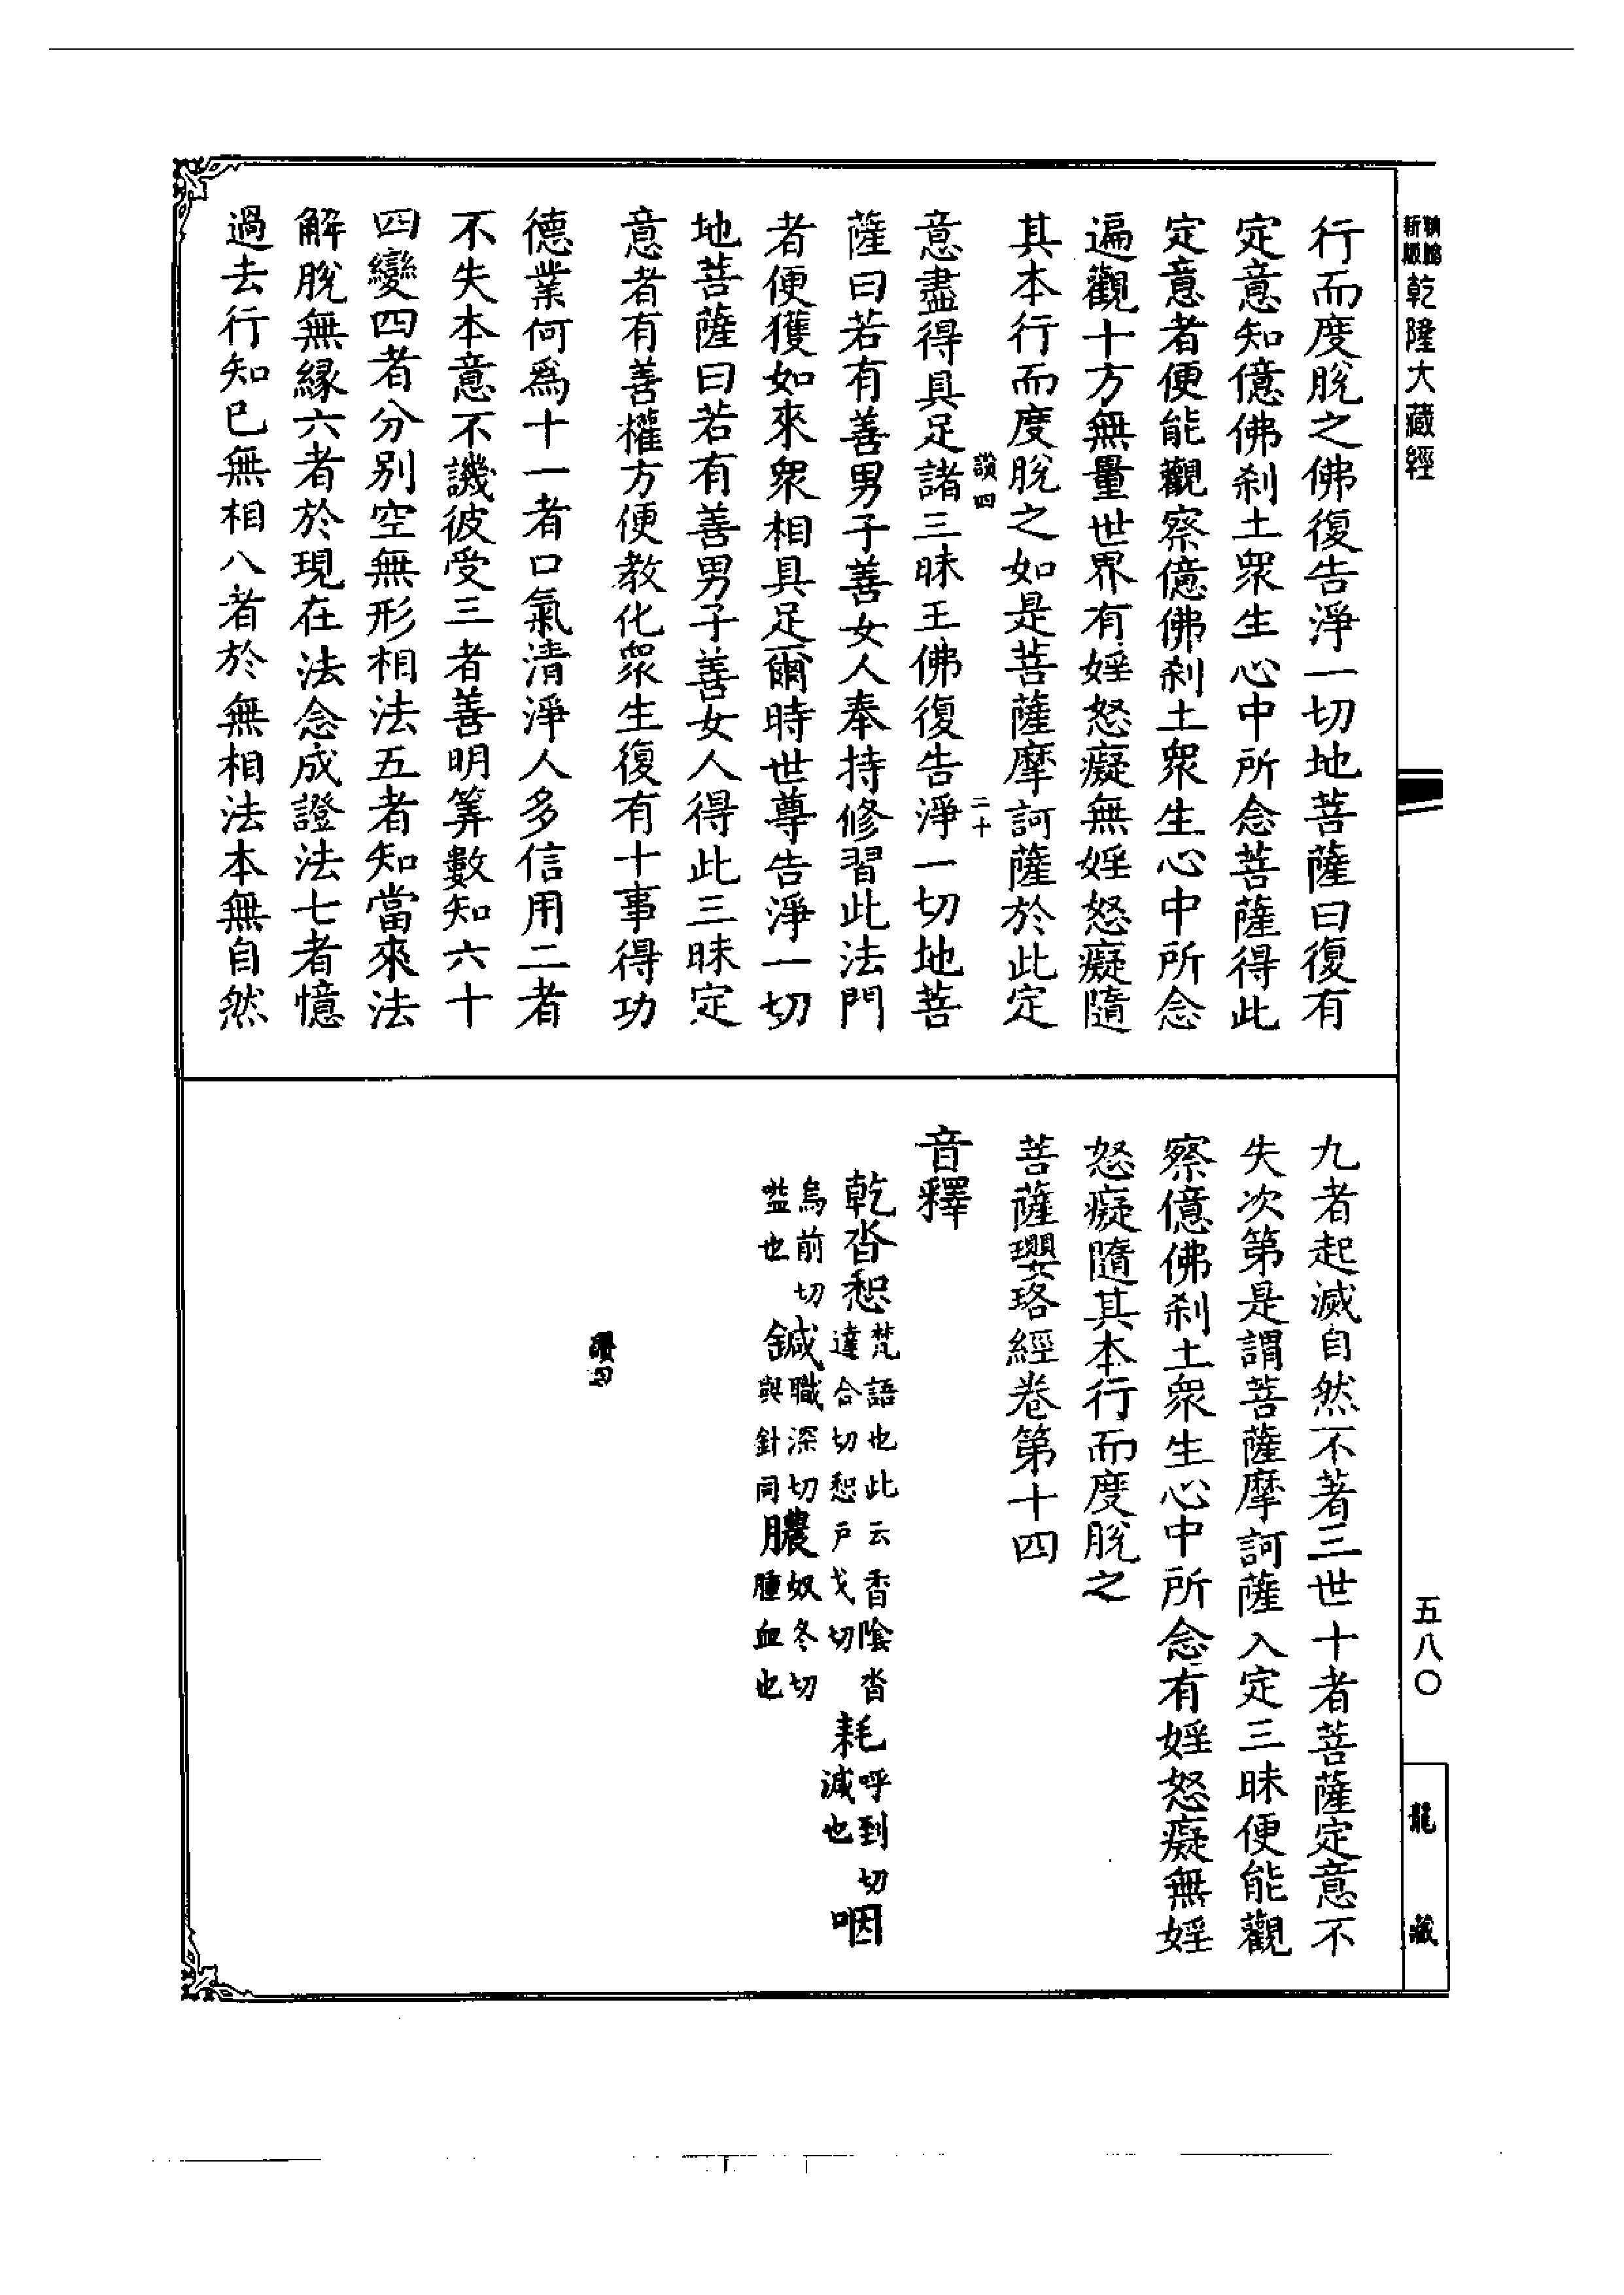 乾隆大藏經
行而度脫之佛復告淨一切地菩薩曰復有
定意知億佛剎土眾生心中所念菩薩得此
定意者便能觀察億佛剎土眾生心中所念
遍觀十方無量世界有婬怒癡無婬怒癡隨
其本行而度脫之如是菩薩摩訶薩於此定
讚四
二十
意盡得具足諸三昧王佛復告淨一切地菩
薩曰若有善男子善女人奉持修習此法門
者便獲如來眾相具足爾時世尊告淨一切
地菩薩曰若有善男子善女人得此三昧定
意者有善權方便教化眾生復有十事得功
德業何為十一者口氣清淨人多信用二者
不失本意不譏彼受三者善明筭數知六十
四變四者分別空無形相法五者知當來法
解脫無緣六者於現在法念成證法七者憶
過去行知已無相八者於無相法本無自然
九者起滅自然不著三世十者菩薩定意不
失次第是謂菩薩摩訶薩入定三昧便能觀
察億佛剎土眾生心中所念有婬怒癡無婬
怒癡隨其本行而度脫之
菩薩瓔珞經卷第十四
音釋
乾沓惒梵語也此云香陰沓達合切惒戶戈切耗呼到切減也咽
烏前切嗌也鍼職深切與針同膿奴冬切腫血也
五八〇
龍藏